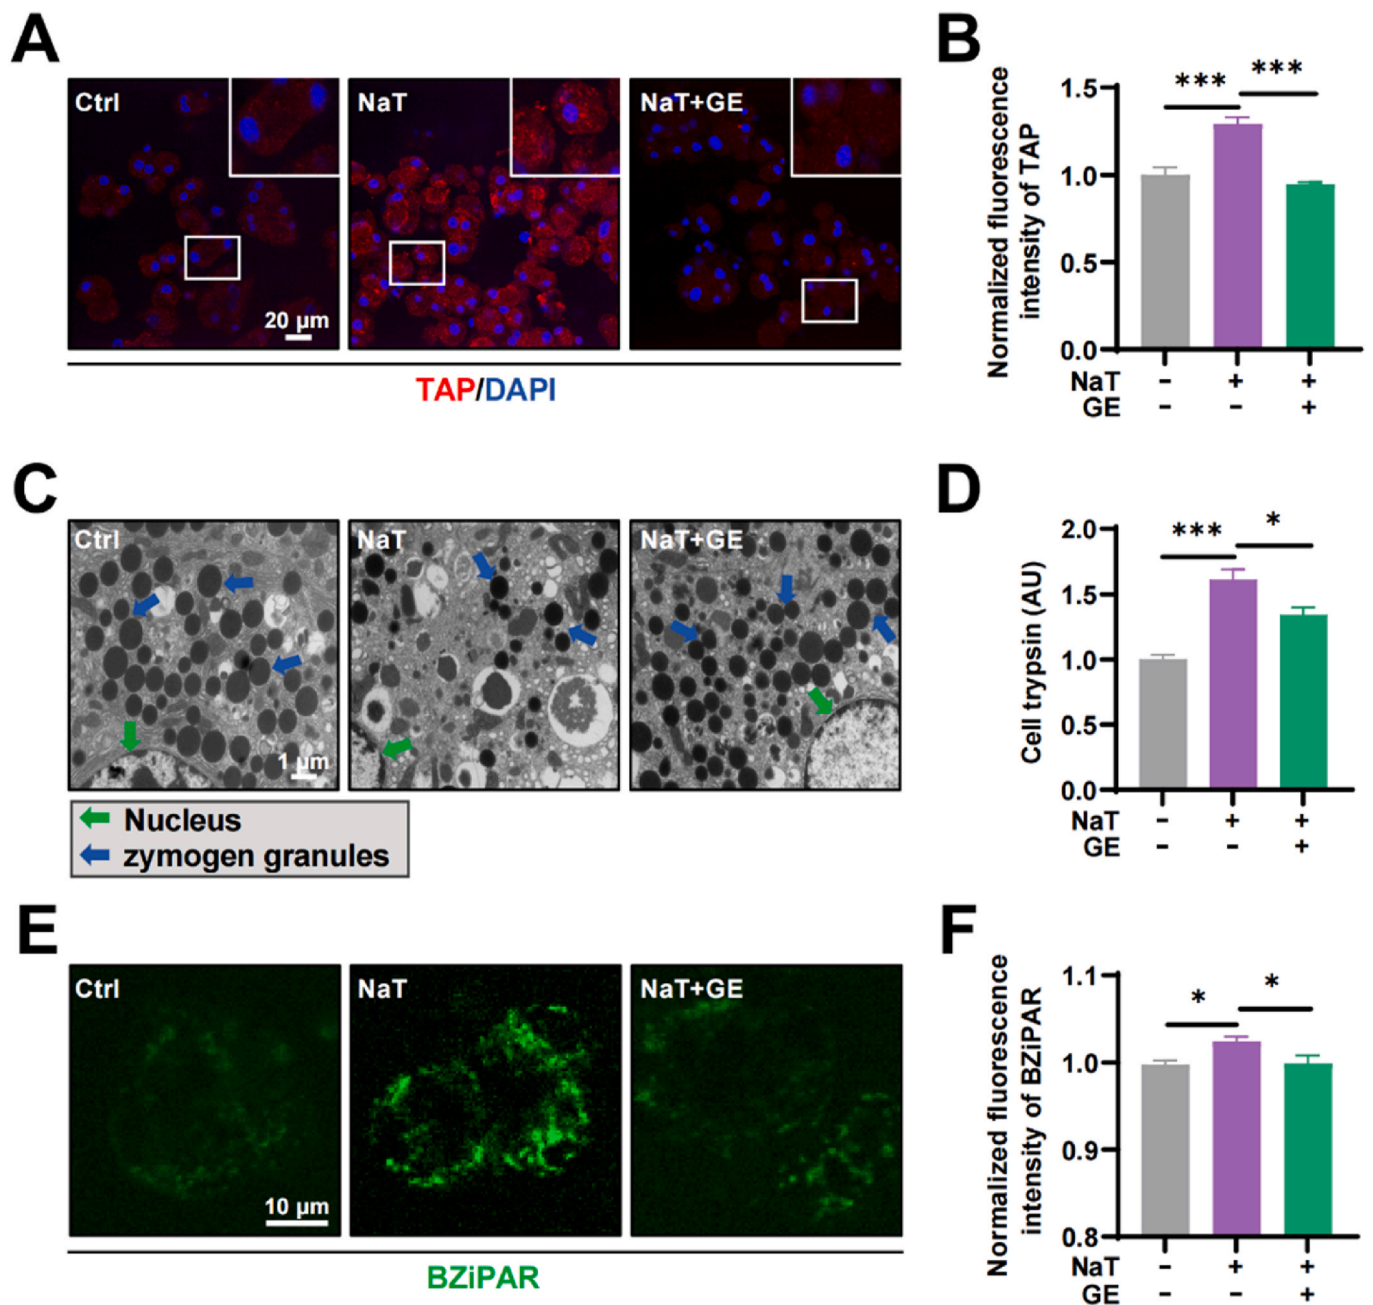 A
Ctrl
NaT
NaT+GE
20 μm
TAP/DAPI
B
Normalized fluorescence
intensity of TAP
1.5
1.0
0.5
0.0
***
***
NaT - + +
GE - - +
C
Ctrl
NaT
NaT+GE
1 μm
Nucleus
zymogen granules
D
Cell trypsin (AU)
2.0
1.5
1.0
0.5
0.0
***
*
NaT - + +
GE - - +
E
Ctrl
NaT
NaT+GE
10 μm
BZiPAR
F
Normalized fluorescence
intensity of BZiPAR
1.1
1.0
0.9
0.8
*
*
NaT - + +
GE - - +